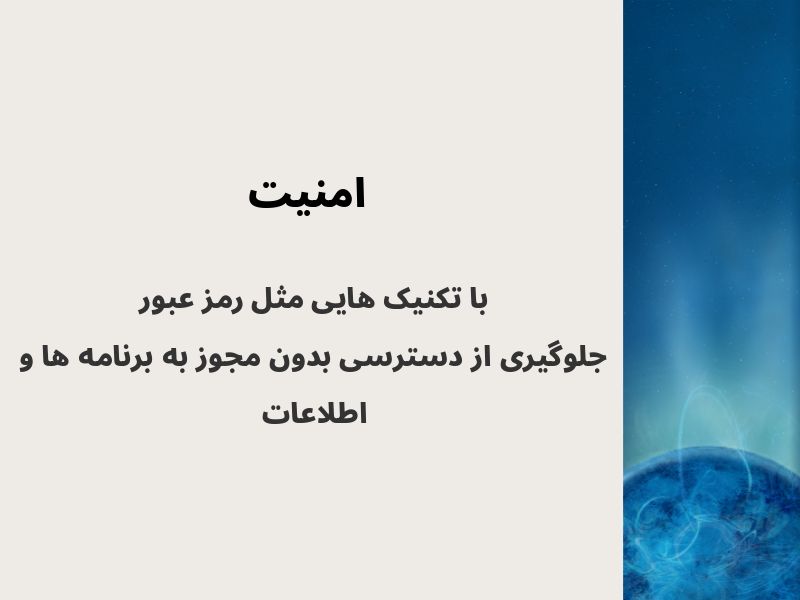 امنیت
با تکنیک هایی مثل رمز عبور
جلوگیری از دسترسی بدون مجوز به برنامه ها و
اطلاعات